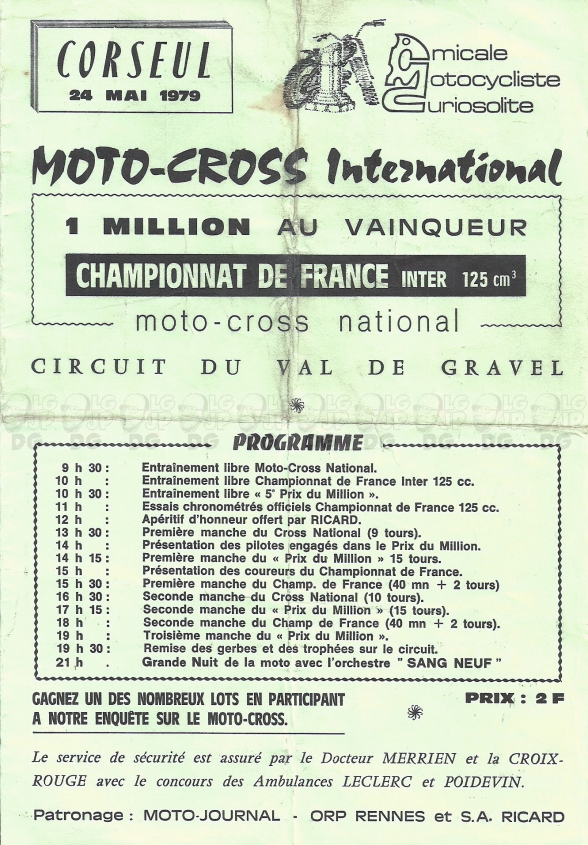 CORSEUL
24 MAI 1979
Amicale
Motocycliste
Curiosolite
MOTO-CROSS International
1 MILLION AU VAINQUEUR
CHAMPIONNAT DE FRANCE INTER 125 cm³
moto-cross national
CIRCUIT DU VAL DE GRAVEL
PROGRAMME
9 h 30 : Entraînement libre Moto-Cross National.
10 h : Entraînement libre Championnat de France Inter 125 cc.
10 h 30 : Entraînement libre « 5e Prix du Million ».
11 h : Essais chronométrés officiels Championnat de France 125 cc.
12 h : Apéritif d'honneur offert par RICARD.
13 h 30 : Première manche du Cross National (9 tours).
14 h : Présentation des pilotes engagés dans le Prix du Million.
14 h 15 : Première manche du « Prix du Million » 15 tours.
15 h : Présentation des coureurs du Championnat de France.
15 h 30 : Première manche du Champ. de France (40 mn + 2 tours)
16 h 30 : Seconde manche du Cross National (10 tours).
17 h 15 : Seconde manche du « Prix du Million » (15 tours).
18 h : Seconde manche du Champ de France (40 mn + 2 tours).
19 h : Troisième manche du « Prix du Million ».
19 h 30 : Remise des gerbes et des trophées sur le circuit.
21 h . Grande Nuit de la moto avec l'orchestre " SANG NEUF "
GAGNEZ UN DES NOMBREUX LOTS EN PARTICIPANT
A NOTRE ENQUÊTE SUR LE MOTO-CROSS.
PRIX : 2 F
Le service de sécurité est assuré par le Docteur MERRIEN et la CROIX-
ROUGE avec le concours des Ambulances LECLERC et POIDEVIN.
Patronage : MOTO-JOURNAL - ORP RENNES et S.A. RICARD